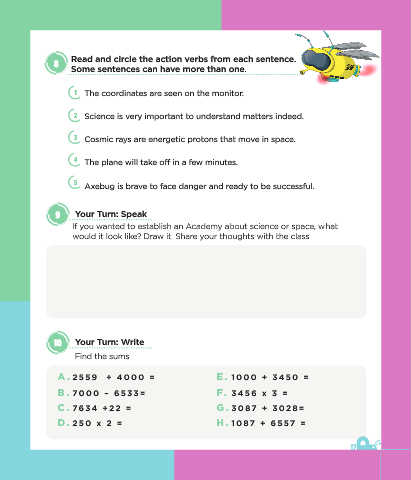 8
Read and circle the action verbs from each sentence.
Some sentences can have more than one.
1 The coordinates are seen on the monitor.
2 Science is very important to understand matters indeed.
3 Cosmic rays are energetic protons that move in space.
4 The plane will take off in a few minutes.
5 Axebug is brave to face danger and ready to be successful.
9 Your Turn: Speak
If you want to establish an Academy about science or space, what
would it look like? Draw it. Share your thoughts with the class
10 Your Turn: Write
Find the sums
A. 2559 + 4000 =
B. 7000 - 6533=
C. 7634 +22 =
D. 250 x 2 =
E. 1000 + 3450 =
F. 3456 x 3 =
G. 3087 + 3028=
H. 1087 + 6557 =